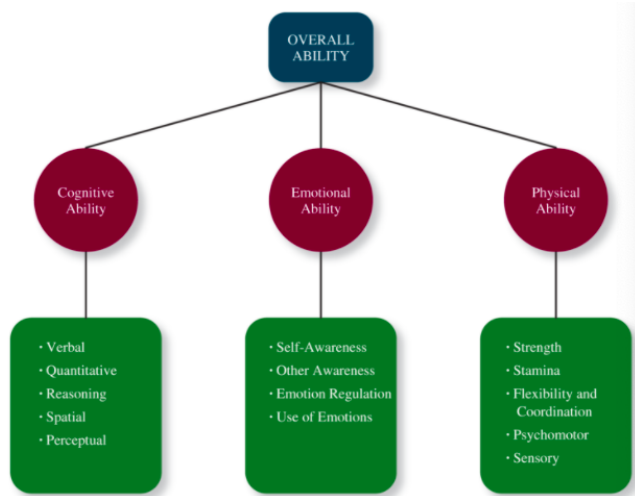 OVERALL
ABILITY
Cognitive
Ability
Emotional
Ability
Physical
Ability
· Verbal
· Quantitative
· Reasoning
· Spatial
· Perceptual
· Self-Awareness
· Other Awareness
· Emotion Regulation
· Use of Emotions
· Strength
· Stamina
· Flexibility and
Coordination
· Psychomotor
· Sensory